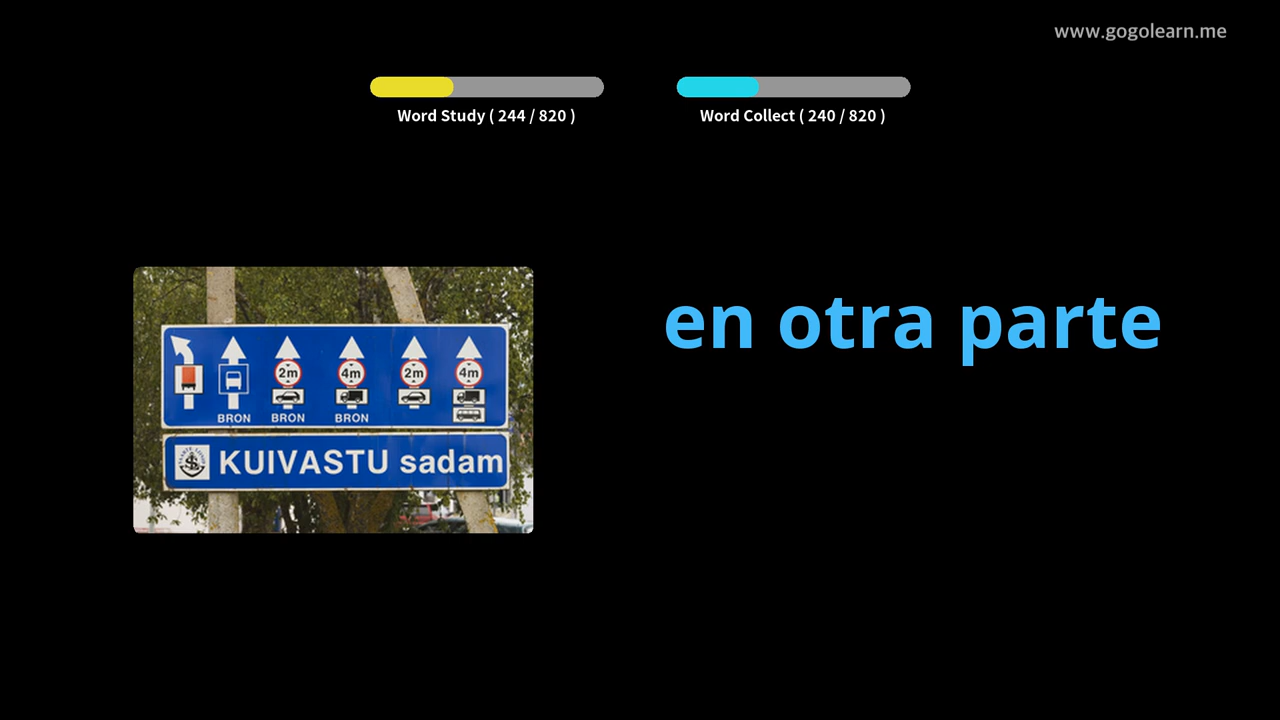 www.gogolearn.me
Word Study ( 244 / 820 )
Word Collect ( 240 / 820 )
en otra parte
2m
4m
2m
4m
BRON
BRON
BRON
KUIVASTU sadam